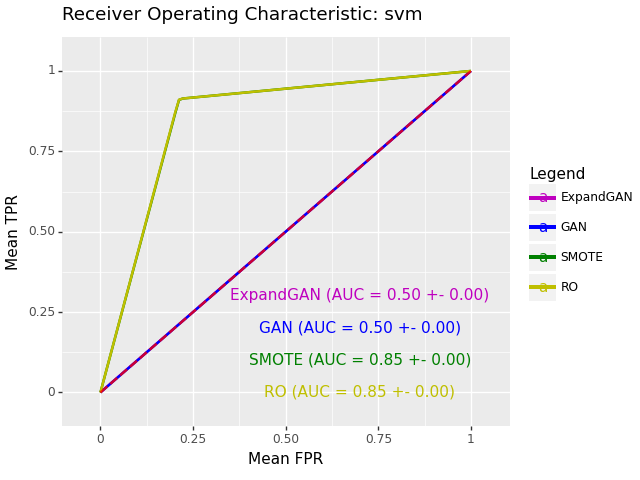 Receiver Operating Characteristic: svm
Mean TPR
1
0.75
0.50
0.25
0
ExpandGAN (AUC = 0.50 +- 0.00)
GAN (AUC = 0.50 +- 0.00)
SMOTE (AUC = 0.85 +- 0.00)
RO (AUC = 0.85 +- 0.00)
0 0.25 0.50 0.75 1
Mean FPR
Legend
a ExpandGAN
a GAN
a SMOTE
a RO